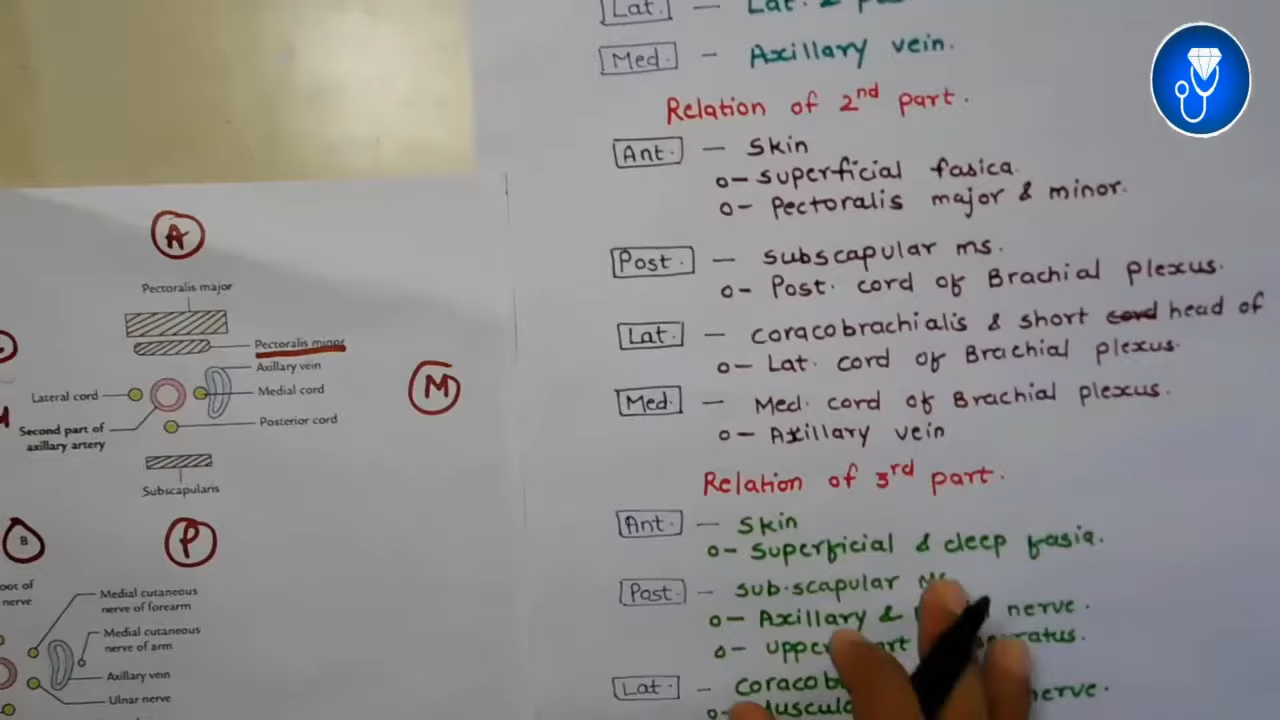 Lat. – Lat. &
Med. – Axillary vein.
Relation of 2nd part.
Ant. – Skin
o– superficial fasica.
o– Pectoralis major & minor.
Post. – subscapular ms.
o– Post. cord of Brachial plexus.
Lat. – coracobrachialis & short cord head of
o– Lat. cord of Brachial plexus.
Med. – Med. cord of Brachial plexus.
o– Axillary vein
Relation of 3rd part.
Ant. – Skin
o– Superficial & deep fasia.
Post. – sub.scapular
o– Axillary & nerve.
o–
Lat. – nerve.
o–
A
Pectoralis major
Pectoralis minor
Axillary vein
M
Lateral cord
Medial cord
Second part of
axillary artery
Posterior cord
Subscapularis
B
P
nerve
Medial cutaneous
nerve of forearm
Medial cutaneous
nerve of arm
Axillary vein
Ulnar nerve